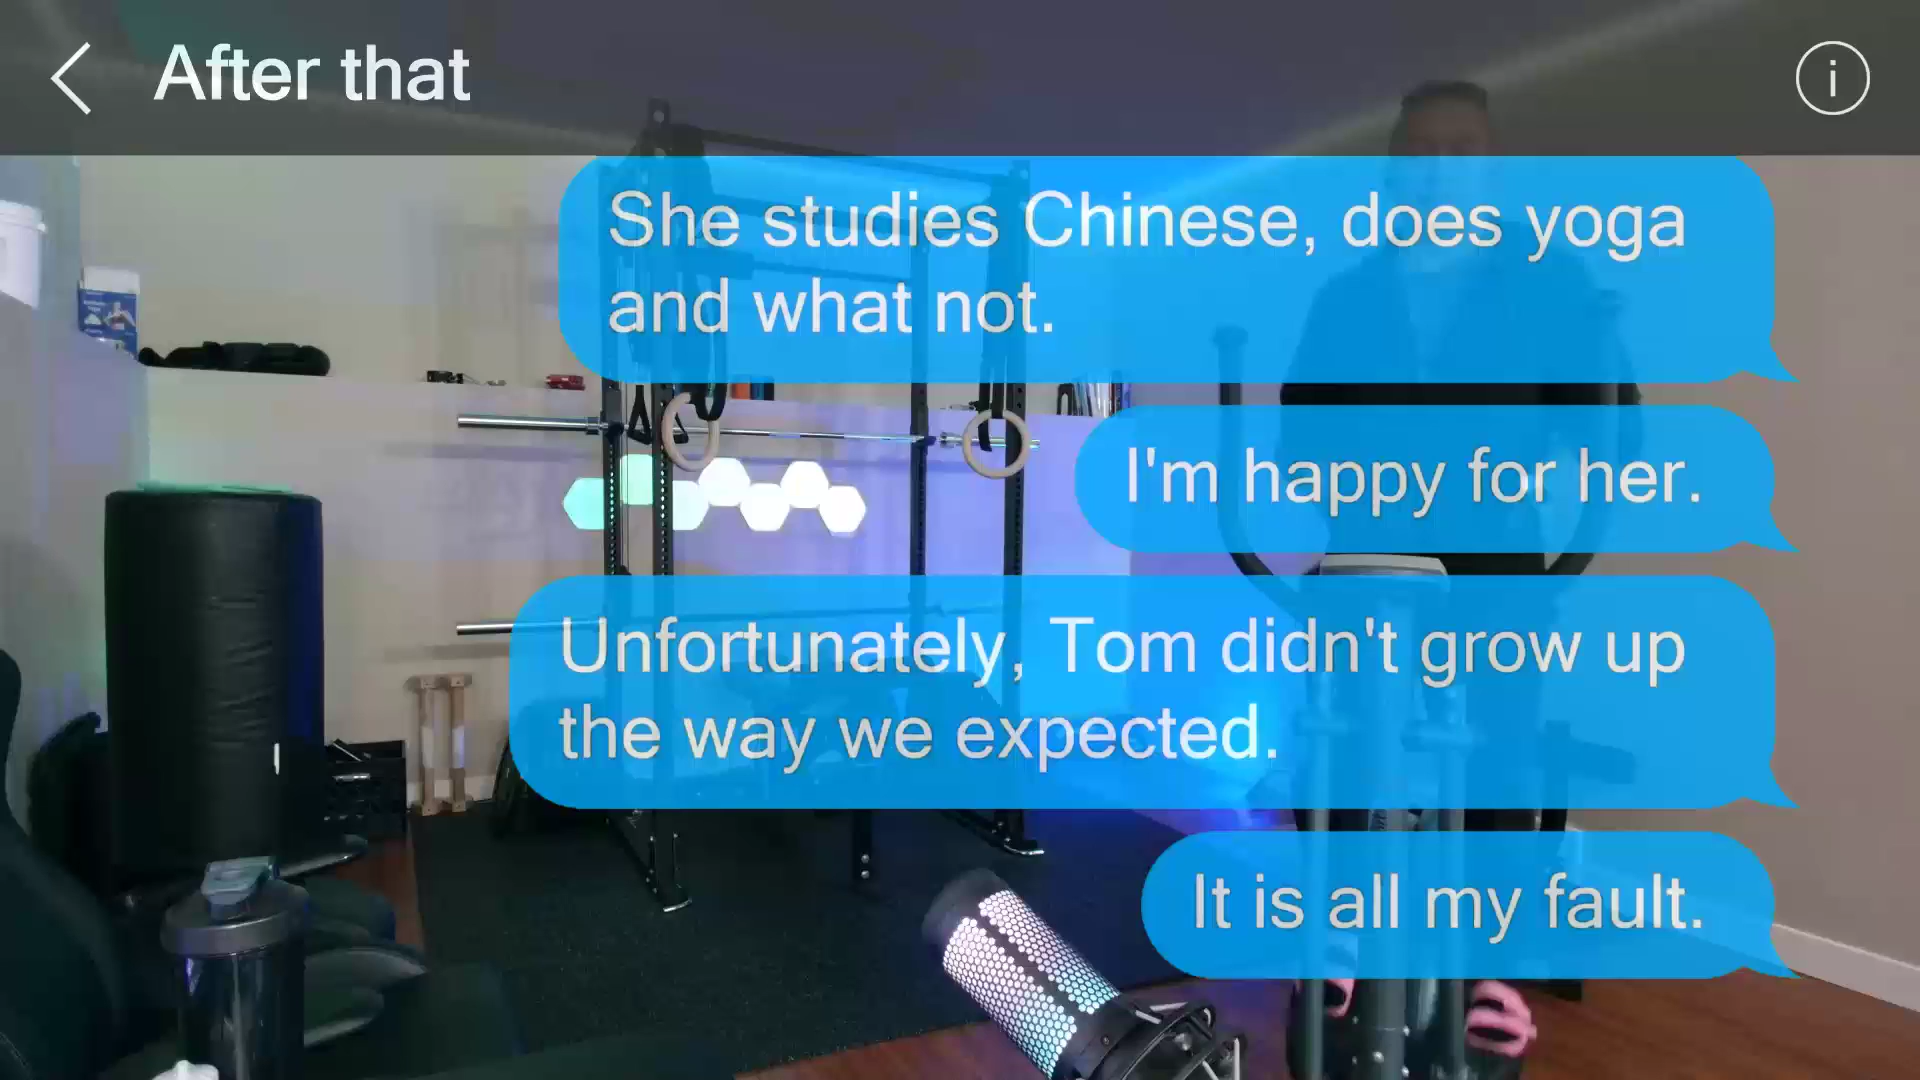 After that
She studies Chinese, does yoga
and what not.
I'm happy for her.
Unfortunately, Tom didn't grow up
the way we expected.
It is all my fault.